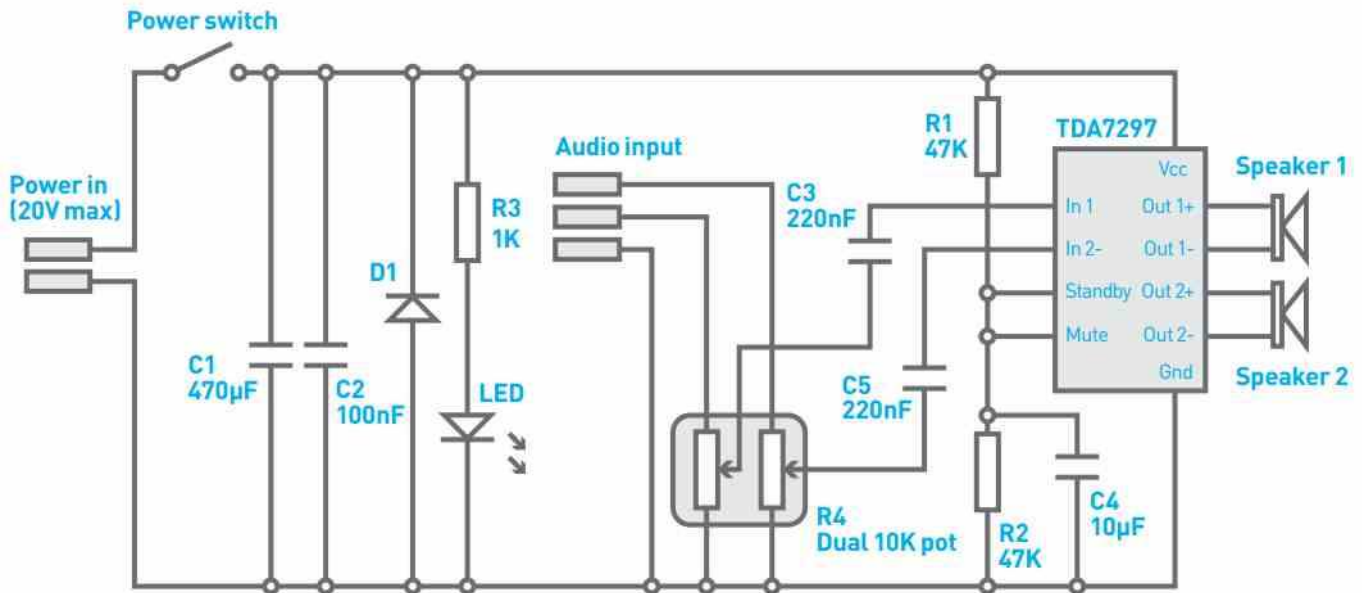 Power switch
Power in
(20V max)
C1
470µF
C2
100nF
D1
R3
1K
LED
Audio input
C3
220nF
C5
220nF
R4
Dual 10K pot
R1
47K
R2
47K
C4
10µF
TDA7297
Vcc
In 1
Out 1+
In 2-
Out 1-
Standby
Out 2+
Mute
Out 2-
Gnd
Speaker 1
Speaker 2